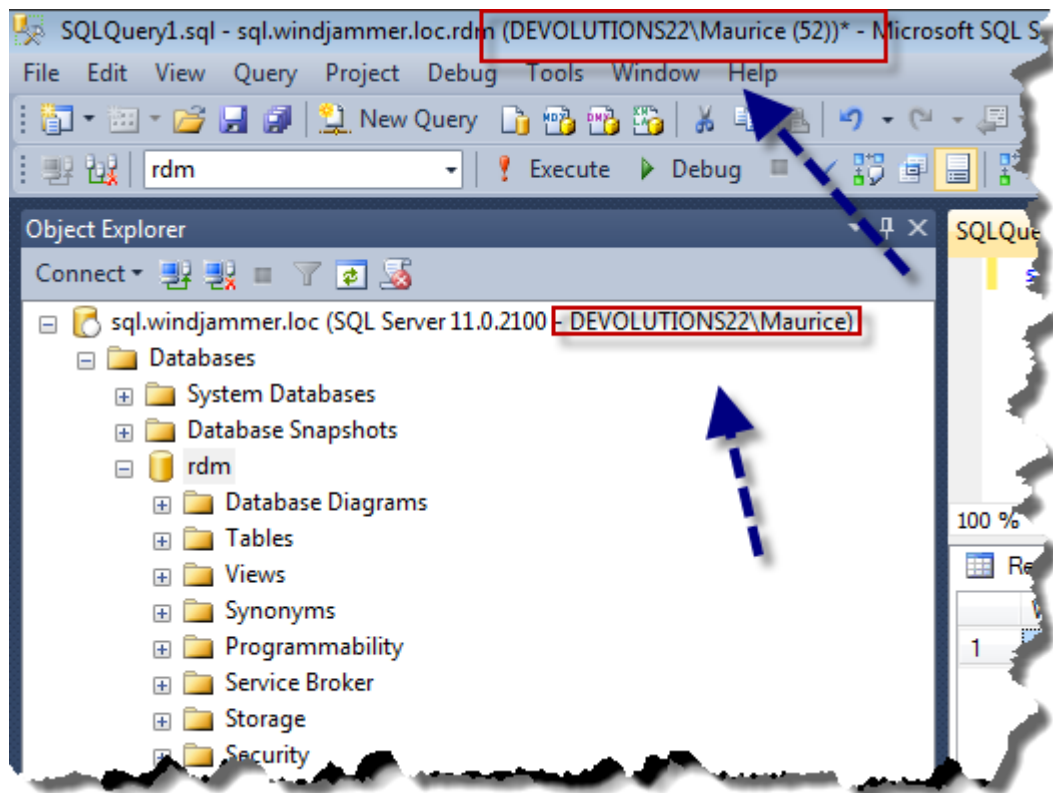 SQLQuery1.sql - sql.windjammer.loc.rdm (DEVOLUTIONS22\Maurice (52))* - Microsoft SQL S
File Edit View Query Project Debug Tools Window Help
New Query
rdm Execute Debug
Object Explorer
SQLQue
Connect
sql.windjammer.loc (SQL Server 11.0.2100 - DEVOLUTIONS22\Maurice)
Databases
System Databases
Database Snapshots
rdm
Database Diagrams
Tables
Views
Synonyms
Programmability
Service Broker
Storage
Security
100 %
Re
1